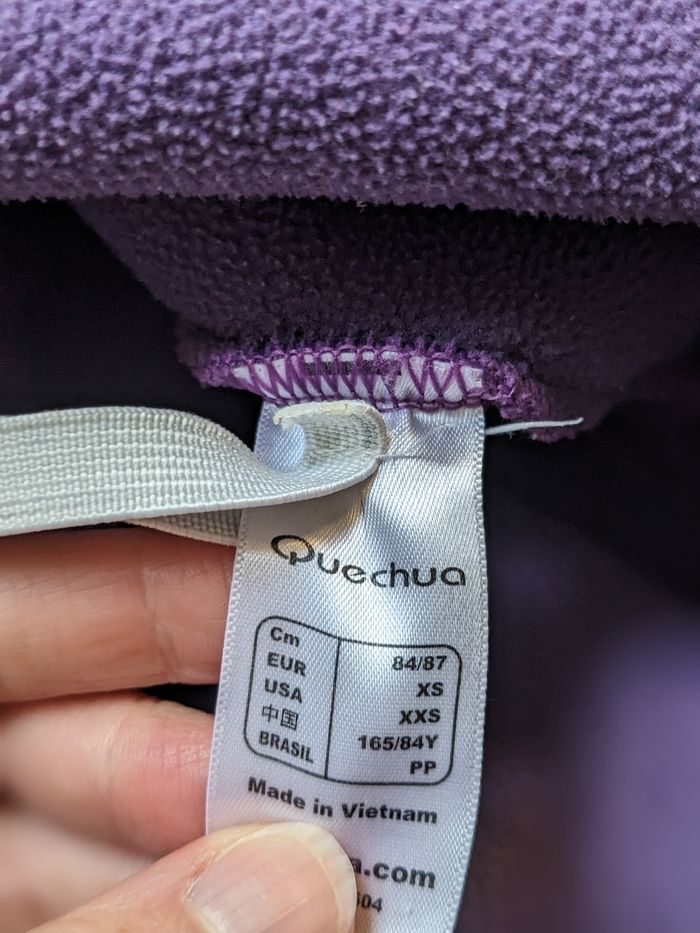 Quechua
Cm 84/87
EUR XS
USA XXS
中国 165/84Y
BRASIL PP
Made in Vietnam
.com